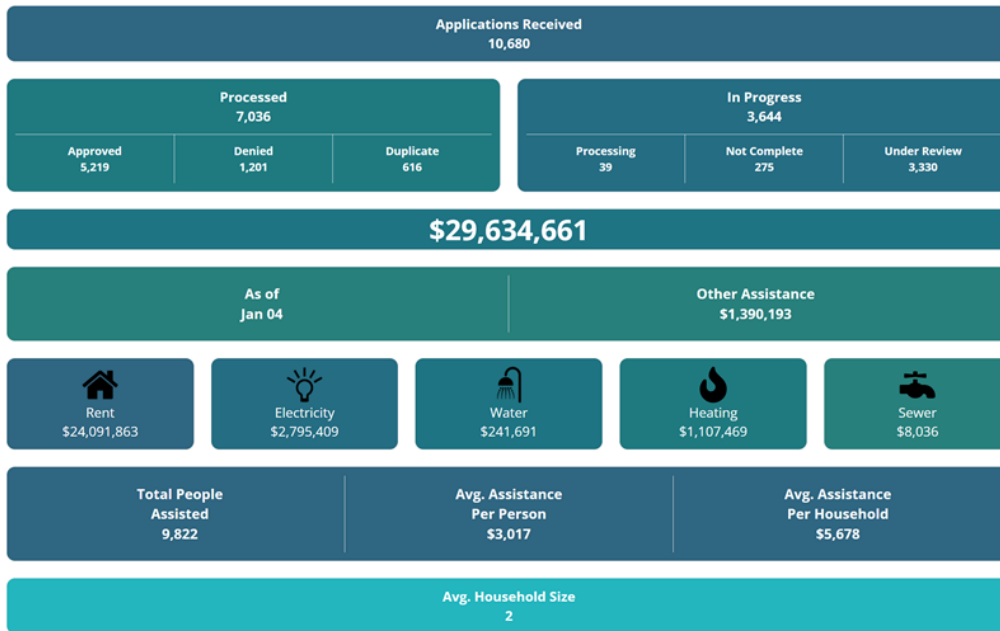 Applications Received
10,680
Processed
7,036
Approved
5,219
Denied
1,201
Duplicate
616
In Progress
3,644
Processing
39
Not Complete
275
Under Review
3,330
$29,634,661
As of
Jan 04
Other Assistance
$1,390,193
Rent
$24,091,863
Electricity
$2,795,409
Water
$241,691
Heating
$1,107,469
Sewer
$8,036
Total People
Assisted
9,822
Avg. Assistance
Per Person
$3,017
Avg. Assistance
Per Household
$5,678
Avg. Household Size
2